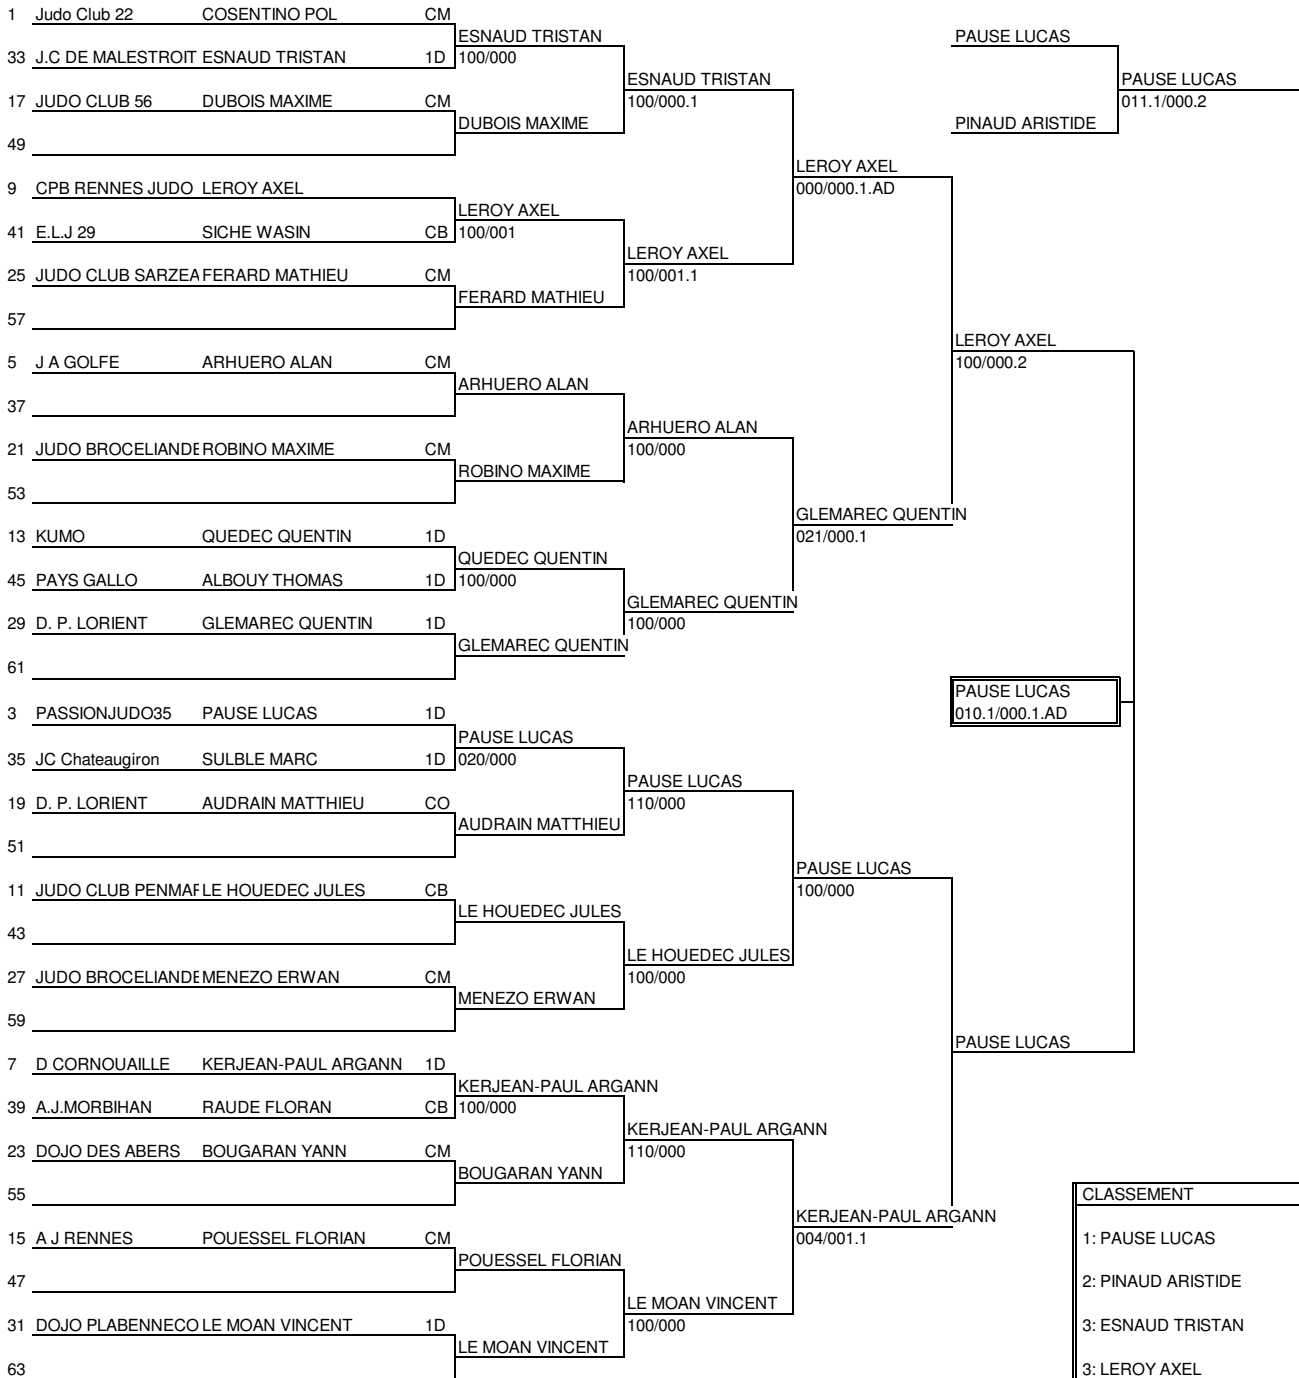 1 Judo Club 22 COSENTINO POL CM
ESNAUD TRISTAN
PAUSE LUCAS
33 J.C DE MALESTROIT ESNAUD TRISTAN 1D 100/000
ESNAUD TRISTAN
PAUSE LUCAS
17 JUDO CLUB 56 DUBOIS MAXIME CM
100/000.1
011.1/000.2
DUBOIS MAXIME
PINAUD ARISTIDE
49
LEROY AXEL
9 CPB RENNES JUDO LEROY AXEL
000/000.1.AD
LEROY AXEL
41 E.L.J 29 SICHE WASIN CB 100/001
LEROY AXEL
25 JUDO CLUB SARZEA FERARD MATHIEU CM
100/001.1
FERARD MATHIEU
57
LEROY AXEL
5 J A GOLFE ARHUERO ALAN CM
100/000.2
ARHUERO ALAN
37
ARHUERO ALAN
21 JUDO BROCELIANDE ROBINO MAXIME CM
100/000
ROBINO MAXIME
53
GLEMAREC QUENTIN
13 KUMO QUEDEC QUENTIN 1D
021/000.1
QUEDEC QUENTIN
45 PAYS GALLO ALBOUY THOMAS 1D 100/000
GLEMAREC QUENTIN
29 D. P. LORIENT GLEMAREC QUENTIN 1D
100/000
GLEMAREC QUENTIN
61
PAUSE LUCAS
3 PASSIONJUDO35 PAUSE LUCAS 1D
010.1/000.1.AD
PAUSE LUCAS
35 JC Chateaugiron SULBLE MARC 1D 020/000
PAUSE LUCAS
19 D. P. LORIENT AUDRAIN MATTHIEU CO
110/000
AUDRAIN MATTHIEU
51
PAUSE LUCAS
11 JUDO CLUB PENMAR LE HOUEDEC JULES CB
100/000
LE HOUEDEC JULES
43
LE HOUEDEC JULES
27 JUDO BROCELIANDE MENEZO ERWAN CM
100/000
MENEZO ERWAN
59
PAUSE LUCAS
7 D CORNOUAILLE KERJEAN-PAUL ARGANN 1D
KERJEAN-PAUL ARGANN
39 A.J.MORBIHAN RAUDE FLORAN CB 100/000
KERJEAN-PAUL ARGANN
23 DOJO DES ABERS BOUGARAN YANN CM
110/000
BOUGARAN YANN
55
CLASSEMENT
KERJEAN-PAUL ARGANN
15 A J RENNES POUESSEL FLORIAN CM
004/001.1
1: PAUSE LUCAS
POUESSEL FLORIAN
47
2: PINAUD ARISTIDE
LE MOAN VINCENT
31 DOJO PLABENNECO LE MOAN VINCENT 1D
100/000
3: ESNAUD TRISTAN
LE MOAN VINCENT
63
3: LEROY AXEL